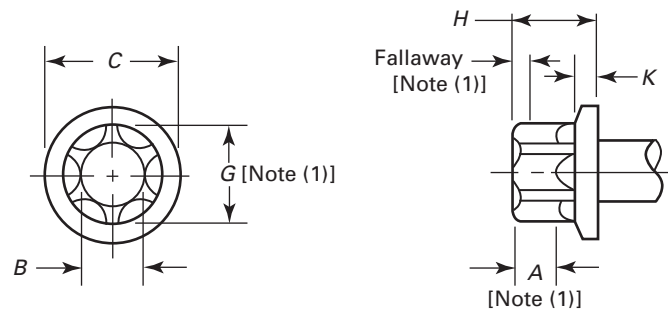 C
G [Note (1)]
B
H
Fallaway
[Note (1)]
K
A
[Note (1)]